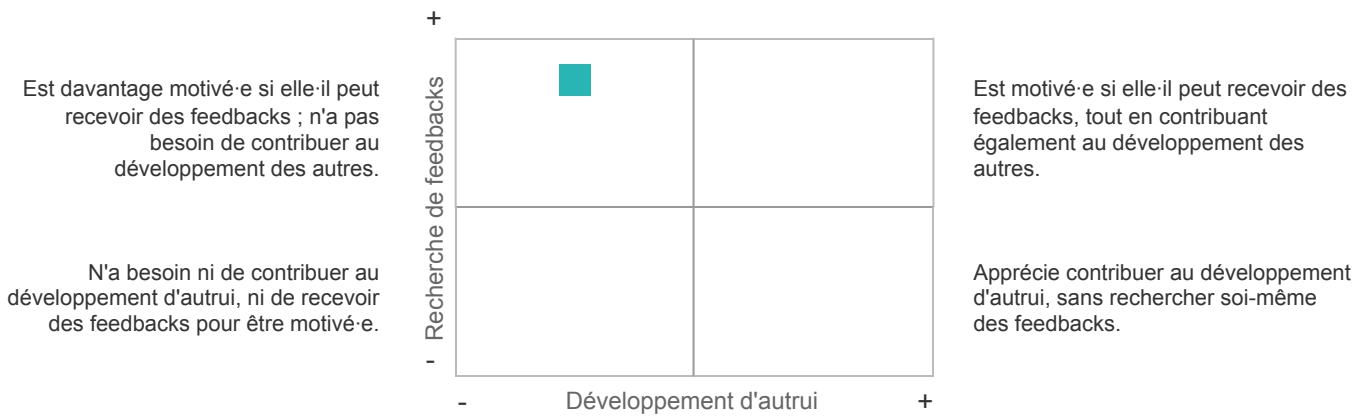 +
Est davantage motivé·e si elle·il peut
recevoir des feedbacks ; n'a pas
besoin de contribuer au
développement des autres.
Est motivé·e si elle·il peut recevoir des
feedbacks, tout en contribuant
également au développement des
autres.
Recherche de feedbacks
N'a besoin ni de contribuer au
développement d'autrui, ni de recevoir
des feedbacks pour être motivé·e.
Apprécie contribuer au développement
d'autrui, sans rechercher soi-même
des feedbacks.
-
- Développement d'autrui +